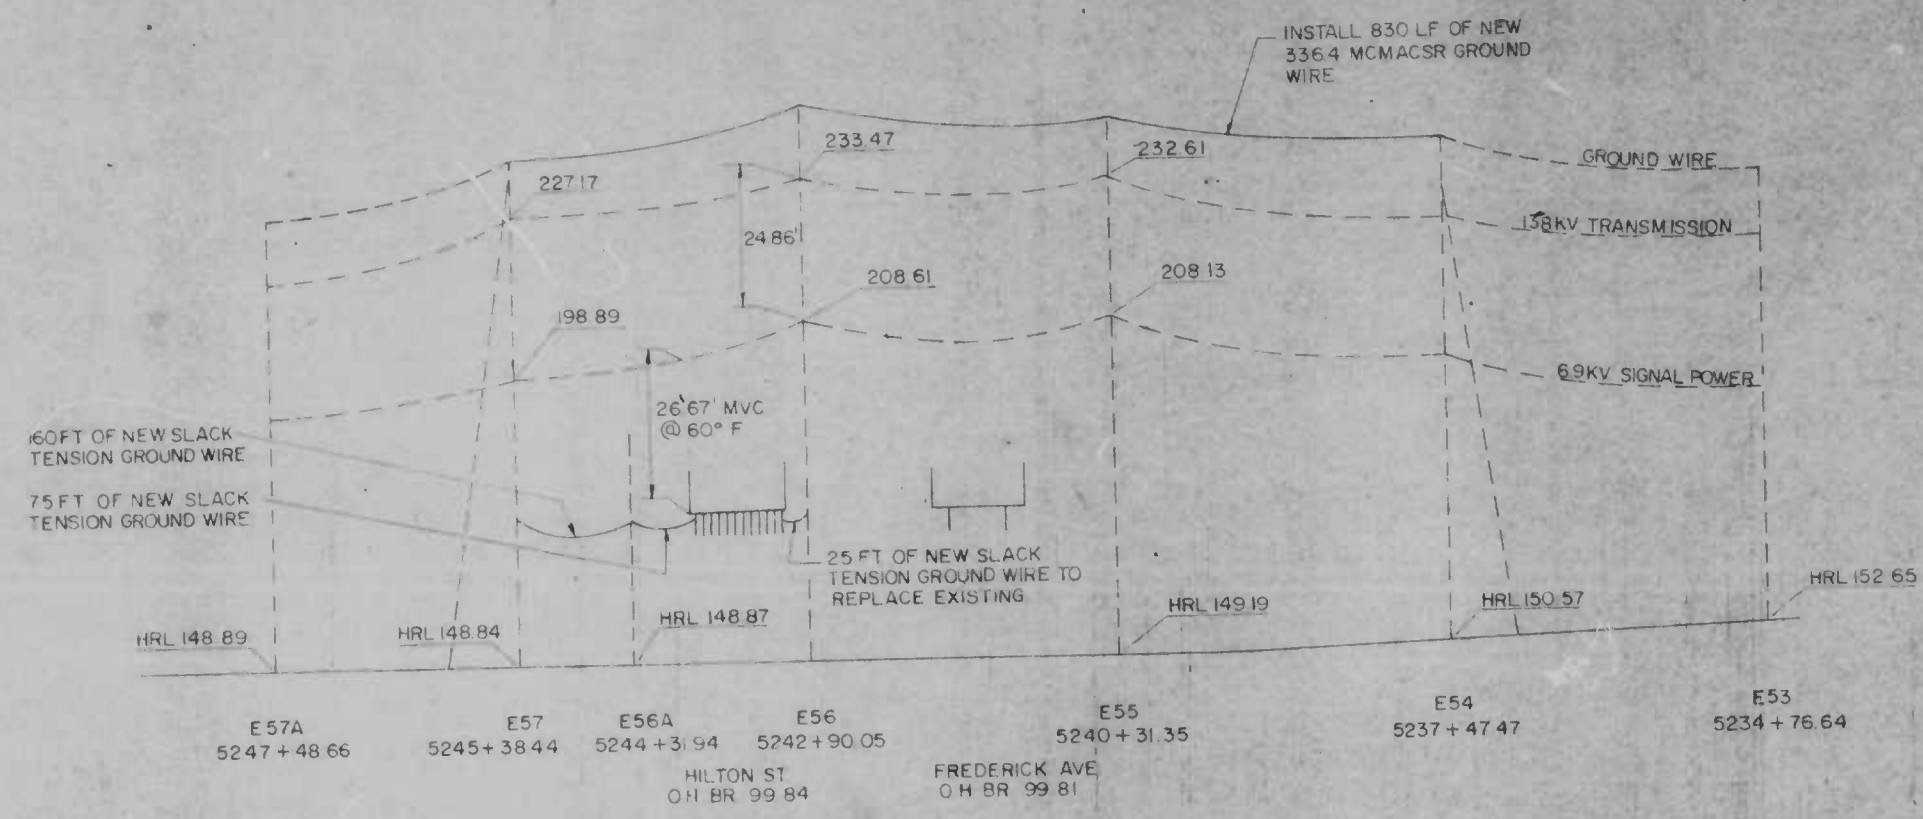 INSTALL 830 LF OF NEW
336.4 MCMACSR GROUND
WIRE
233.47
232.61
GROUND WIRE
227.17
138KV TRANSMISSION
24.86'
208.61
208.13
198.89
6.9KV SIGNAL POWER
26.67' MVC
@ 60° F
160FT OF NEW SLACK
TENSION GROUND WIRE
75 FT OF NEW SLACK
TENSION GROUND WIRE
25 FT OF NEW SLACK
TENSION GROUND WIRE TO
REPLACE EXISTING
HRL 148.89
HRL 148.84
HRL 148.87
HRL 149.19
HRL 150.57
HRL 152.65
E57A
5247 + 48.66
E57
5245 + 38.44
E56A
5244 + 31.94
E56
5242 + 90.05
E55
5240 + 31.35
E54
5237 + 47.47
E53
5234 + 76.64
HILTON ST
OH BR 99.84
FREDERICK AVE
OH BR 99.81